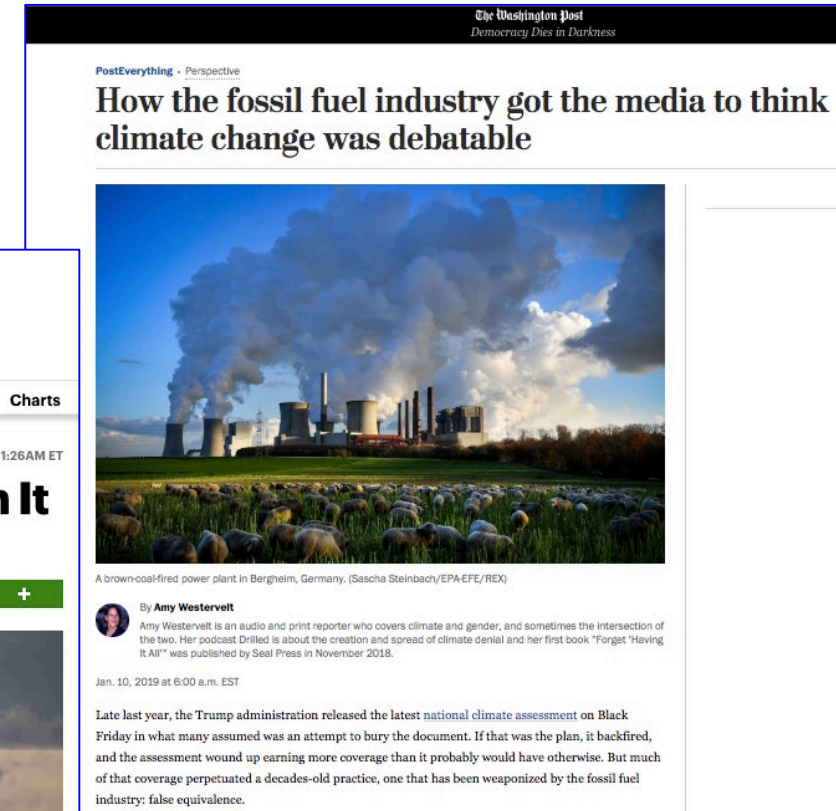 The Washington Post
Democracy Dies in Darkness
PostEverything • Perspective
How the fossil fuel industry got the media to think
climate change was debatable
A brown-coal-fired power plant in Bergheim, Germany. (Sascha Steinbach/EPA-EFE/REX)
By Amy Westervelt
Amy Westervelt is an audio and print reporter who covers climate and gender, and sometimes the intersection of
the two. Her podcast Drilled is about the creation and spread of climate denial and her first book "Forget 'Having
It All'" was published by Seal Press in November 2018.
Jan. 10, 2019 at 6:00 a.m. EST
Late last year, the Trump administration released the latest national climate assessment on Black
Friday in what many assumed was an attempt to bury the document. If that was the plan, it backfired,
and the assessment wound up earning more coverage than it probably would have otherwise. But much
of that coverage perpetuated a decades-old practice, one that has been weaponized by the fossil fuel
industry: false equivalence.
Charts
1:26AM ET
It
+